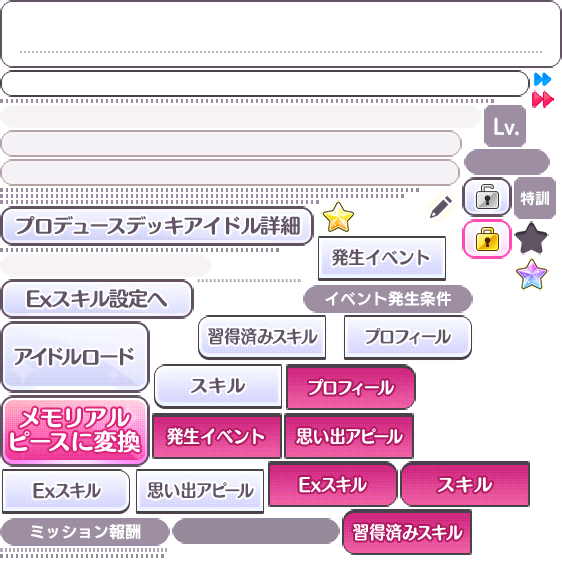 Lv.
特訓
プロデュースデッキアイドル詳細
発生イベント
Exスキル設定へ
イベント発生条件
アイドルロード
習得済みスキル
プロフィール
スキル
プロフィール
メモリアル
ピースに変換
発生イベント
思い出アピール
Exスキル
思い出アピール
Exスキル
スキル
ミッション報酬
習得済みスキル